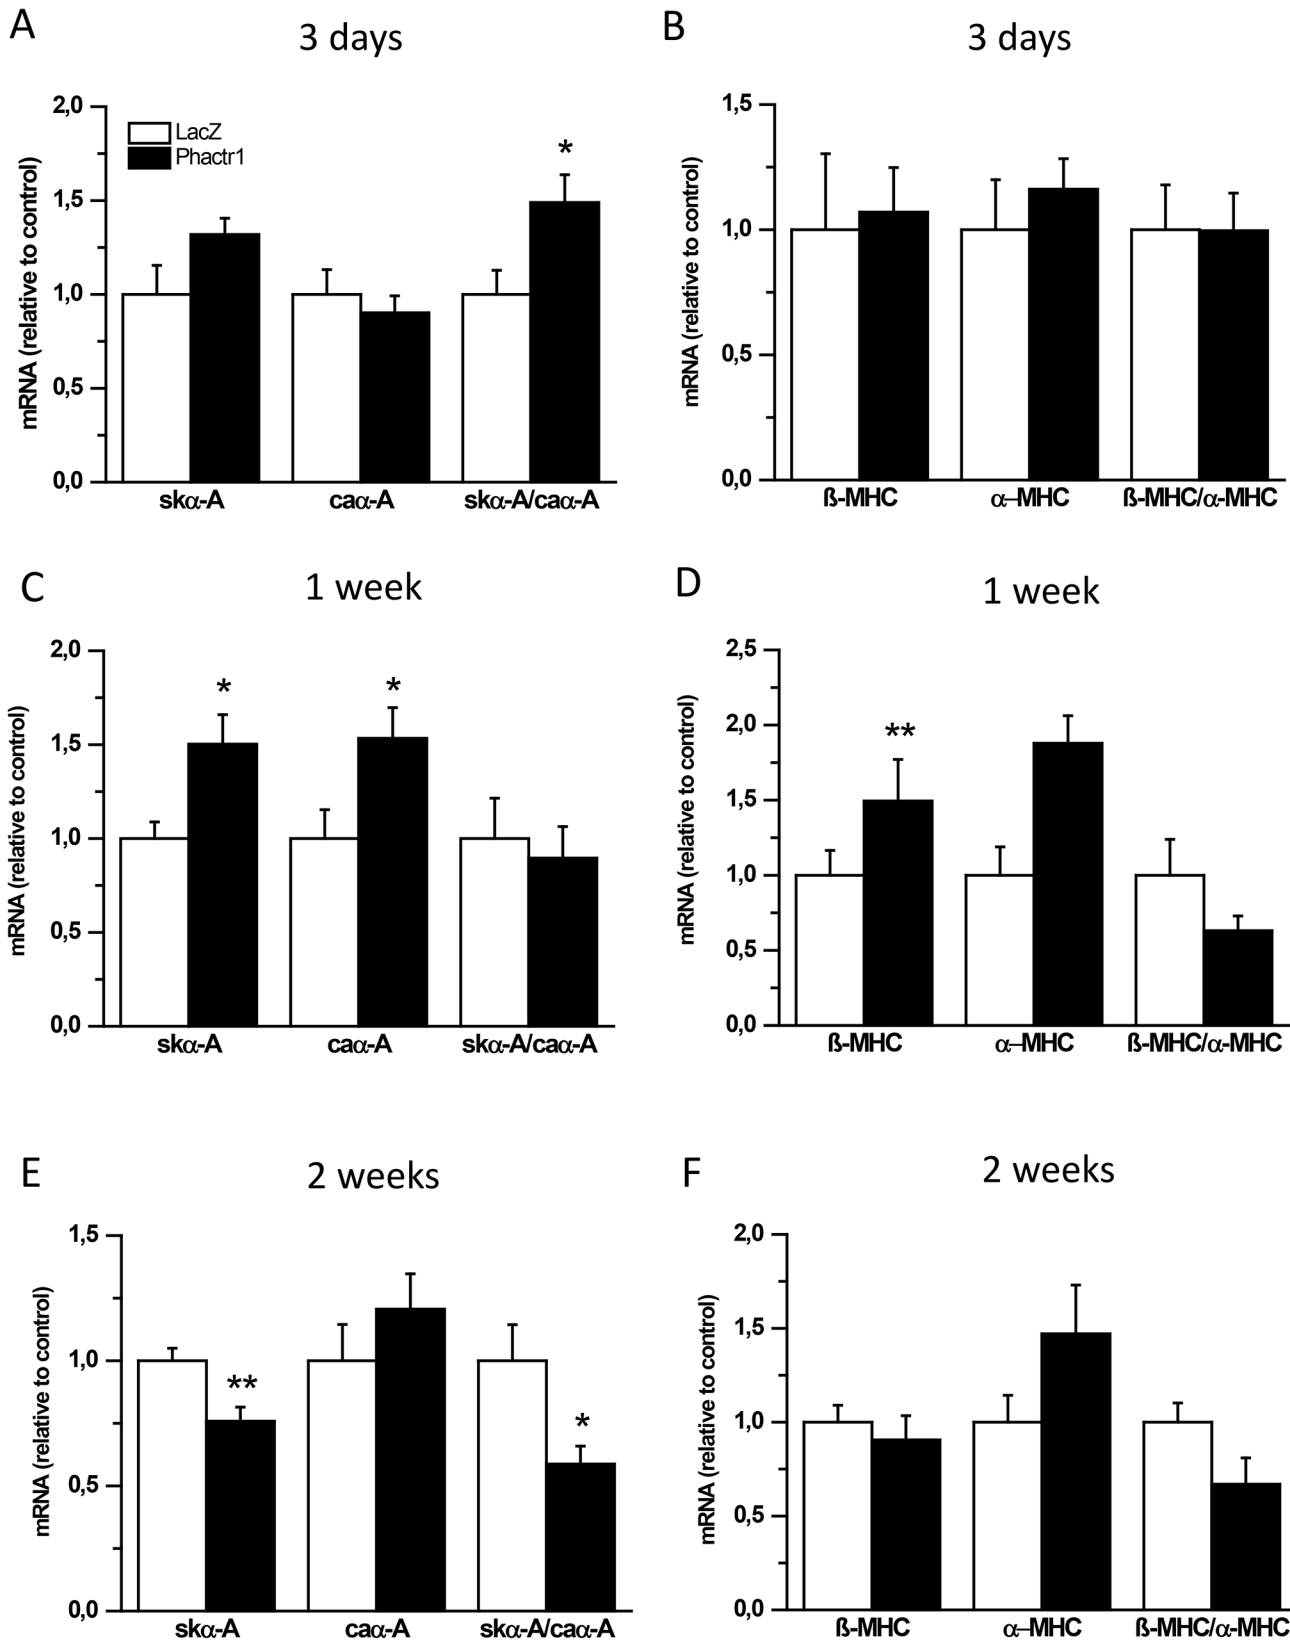 A
3 days
mRNA (relative to control)
2,0
1,5
1,0
0,5
0,0
LacZ
Phactr1
*
skα-A
caα-A
skα-A/caα-A
B
3 days
mRNA (relative to control)
1,5
1,0
0,5
0,0
ß-MHC
α–MHC
ß-MHC/α-MHC
C
1 week
mRNA (relative to control)
2,0
1,5
1,0
0,5
0,0
*
*
skα-A
caα-A
skα-A/caα-A
D
1 week
mRNA (relative to control)
2,5
2,0
1,5
1,0
0,5
0,0
**
ß-MHC
α–MHC
ß-MHC/α-MHC
E
2 weeks
mRNA (relative to control)
1,5
1,0
0,5
0,0
**
*
skα-A
caα-A
skα-A/caα-A
F
2 weeks
mRNA (relative to control)
2,0
1,5
1,0
0,5
0,0
ß-MHC
α–MHC
ß-MHC/α-MHC